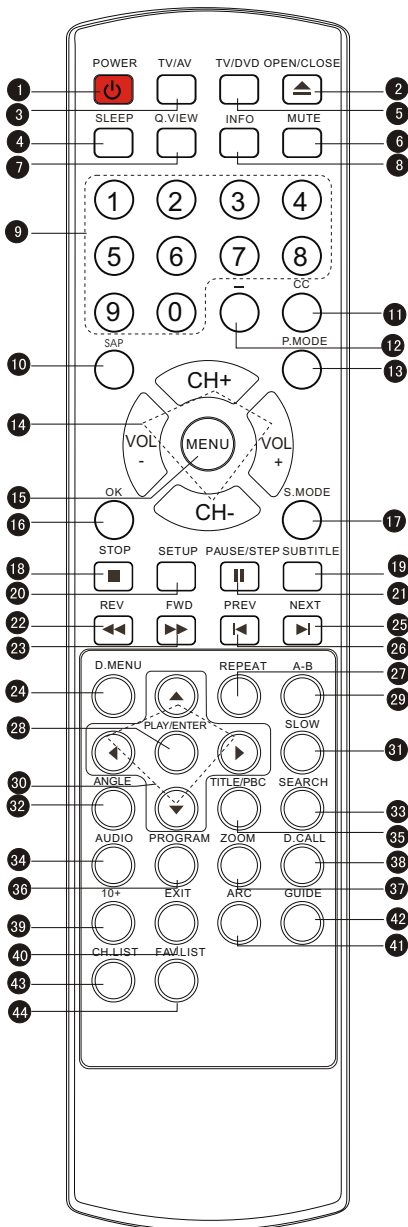 POWER TV/AV TV/DVD OPEN/CLOSE
1 2
3 5
SLEEP Q.VIEW INFO MUTE
4 6
7 8
1 2 3 4
9
5 6 7 8
9 0 – CC
11
12
SAP P.MODE
10 13
CH+
14
VOL - MENU VOL +
15
OK CH- S.MODE
16 17
STOP SETUP PAUSE/STEP SUBTITLE
18 19
20 21
REV FWD PREV NEXT
22 25
23 26
D.MENU REPEAT A-B
24 27
29
28 PLAY/ENTER SLOW
31
30
ANGLE TITLE/PBC SEARCH
32 33
35
AUDIO PROGRAM ZOOM D.CALL
34 38
36 37
10+ EXIT ARC GUIDE
39 42
40 41
CH.LIST FAV.LIST
43
44